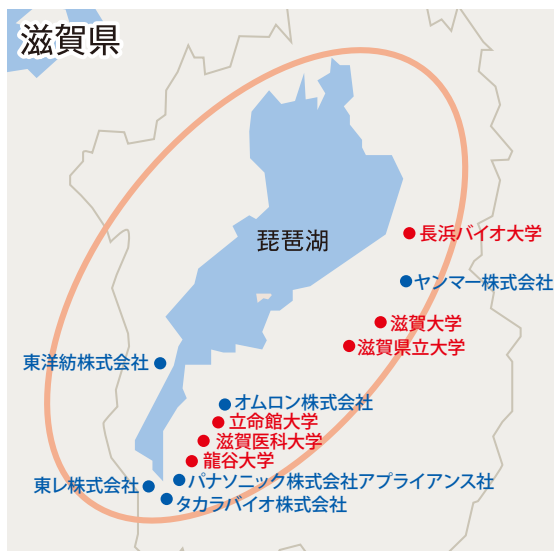 滋賀県
琵琶湖
長浜バイオ大学
ヤンマー株式会社
滋賀大学
滋賀県立大学
東洋紡株式会社
オムロン株式会社
立命館大学
滋賀医科大学
龍谷大学
パナソニック株式会社アプライアンス社
東レ株式会社
タカラバイオ株式会社